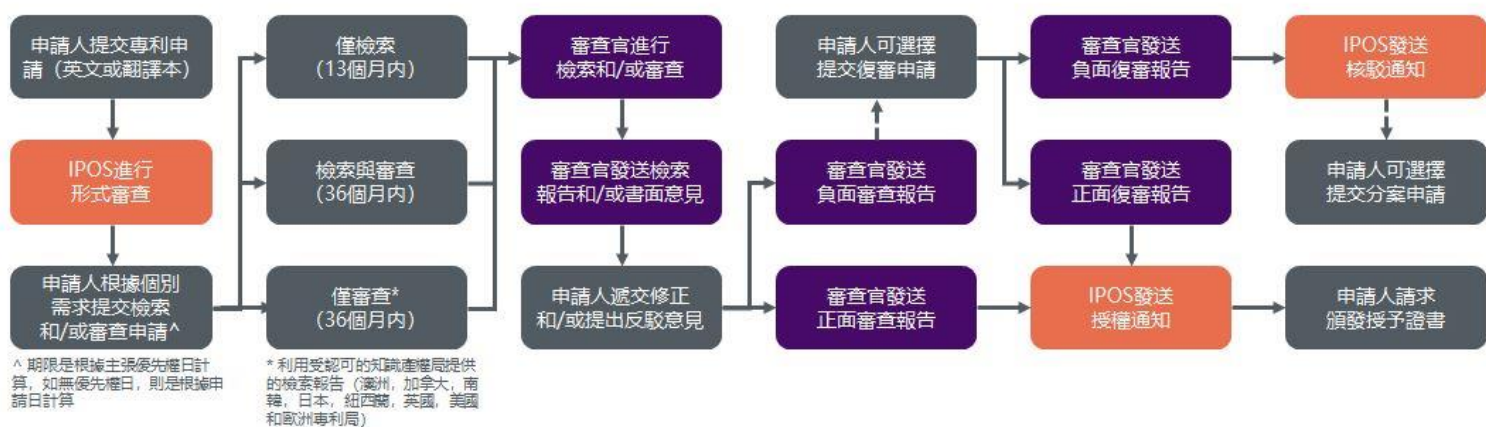 申請人提交專利申
請（英文或翻譯本）
IPOS進行
形式審查
申請人根據個別
需求提交檢索
和/或審查申請^
^ 期限是根據主張優先權日計
算，如無優先權日，則是根據申
請日計算
僅檢索
(13個月內)
檢索與審查
(36個月內)
僅審查*
(36個月內)
* 利用受認可的知識產權局提供
的檢索報告（澳洲，加拿大，南
韓，日本，紐西蘭，英國，美國
和歐洲專利局）
審查官進行
檢索和/或審查
審查官發送檢索
報告和/或書面意見
申請人遞交修正
和/或提出反駁意見
申請人可選擇
提交復審申請
審查官發送
負面審查報告
審查官發送
正面審查報告
審查官發送
負面復審報告
審查官發送
正面復審報告
IPOS發送
授權通知
IPOS發送
核駁通知
申請人可選擇
提交分案申請
申請人請求
頒發授予證書